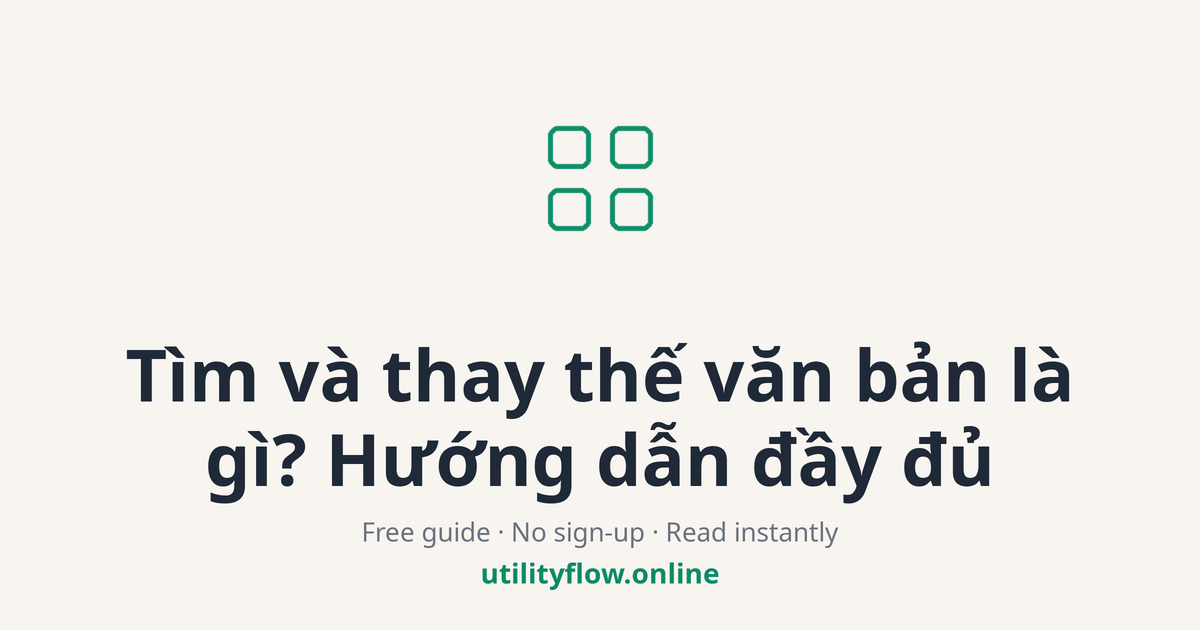 Tìm và thay thế văn bản là
gì? Hướng dẫn đầy đủ
Free guide · No sign-up · Read instantly
utilityflow.online